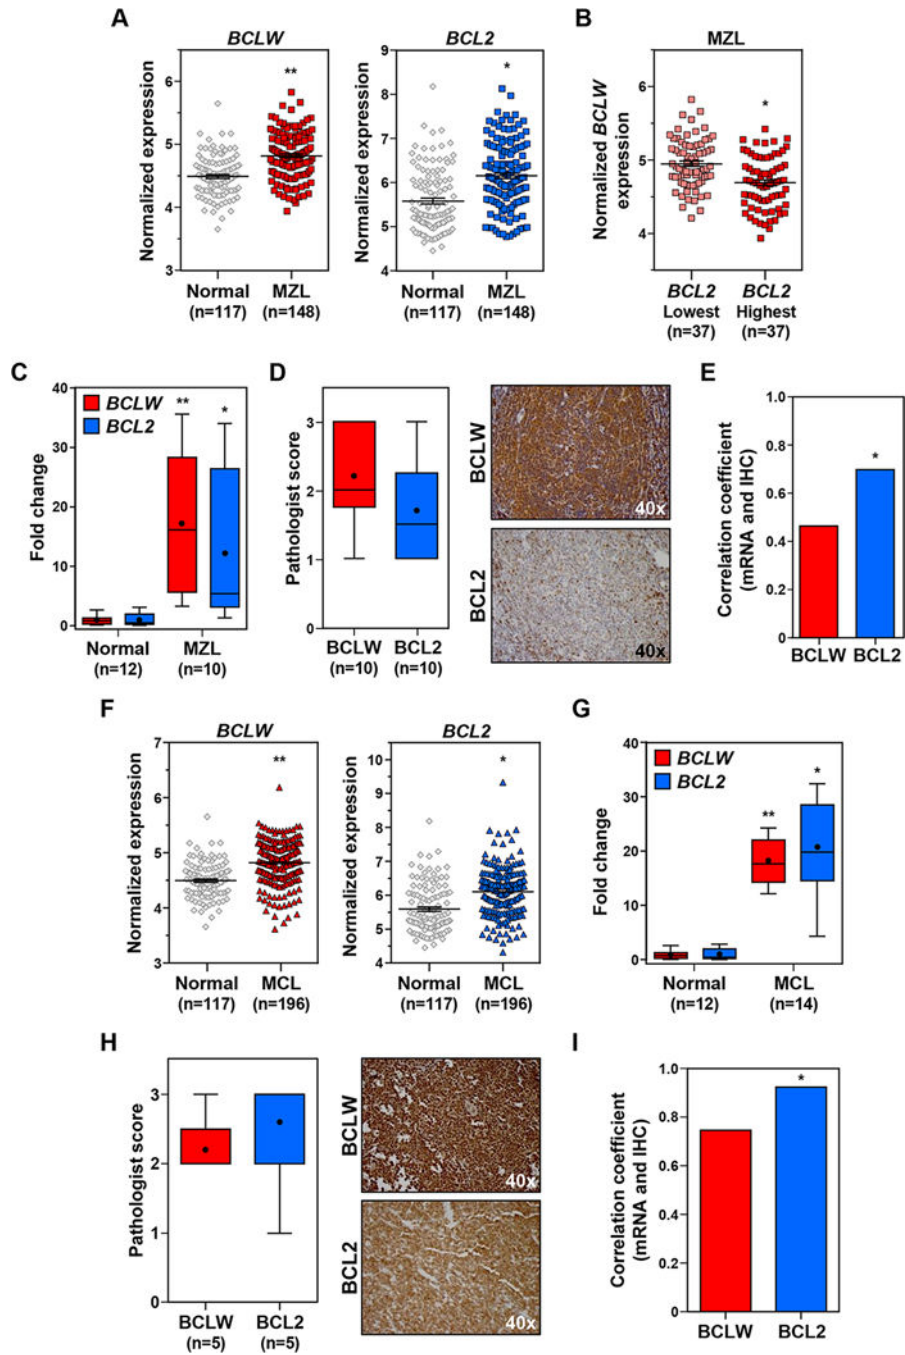 A
BCLW
BCL2
B
MZL
Normalized expression
5
4
3
6
**
Normal
(n=117)
MZL
(n=148)
Normalized expression
9
8
7
6
5
4
*
Normal
(n=117)
MZL
(n=148)
Normalized BCLW
expression
6
5
4
*
BCL2
Lowest
(n=37)
BCL2
Highest
(n=37)
C
Fold change
40
30
20
10
0
BCLW
BCL2
**
*
Normal
(n=12)
MZL
(n=10)
D
Pathologist score
3
2
1
0
BCLW
(n=10)
BCL2
(n=10)
BCLW
40x
BCL2
40x
E
Correlation coefficient
(mRNA and IHC)
1.0
0.8
0.6
0.4
0.2
0
*
BCLW
BCL2
F
BCLW
Normalized expression
7
6
5
4
3
**
Normal
(n=117)
MCL
(n=196)
BCL2
Normalized expression
10
9
8
7
6
5
4
*
Normal
(n=117)
MCL
(n=196)
G
Fold change
40
30
20
10
0
BCLW
BCL2
**
*
Normal
(n=12)
MCL
(n=14)
H
Pathologist score
3
2
1
0
BCLW
(n=5)
BCL2
(n=5)
BCLW
40x
BCL2
40x
I
Correlation coefficient
(mRNA and IHC)
1.0
0.8
0.6
0.4
0.2
0
*
BCLW
BCL2